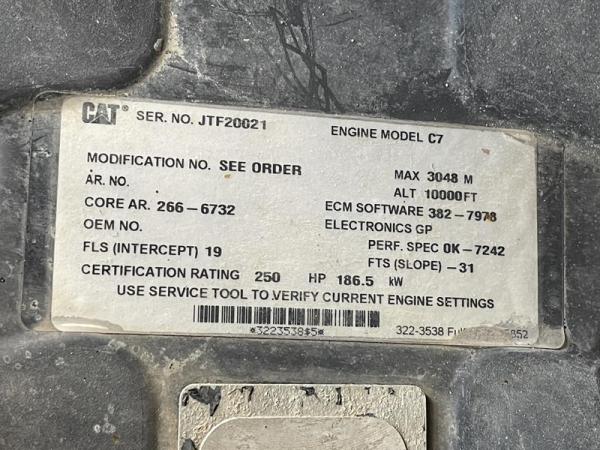 CAT® SER. NO. JTF20021 ENGINE MODEL C7
MODIFICATION NO. SEE ORDER MAX 3048 M
AR. NO. ALT 10000FT
CORE AR. 266-6732 ECM SOFTWARE 382-7978
OEM NO. ELECTRONICS GP
FLS (INTERCEPT) 19 PERF. SPEC 0K-7242
FTS (SLOPE) -31
CERTIFICATION RATING 250 HP 186.5 kW
USE SERVICE TOOL TO VERIFY CURRENT ENGINE SETTINGS
*3223538$5*
322-3538